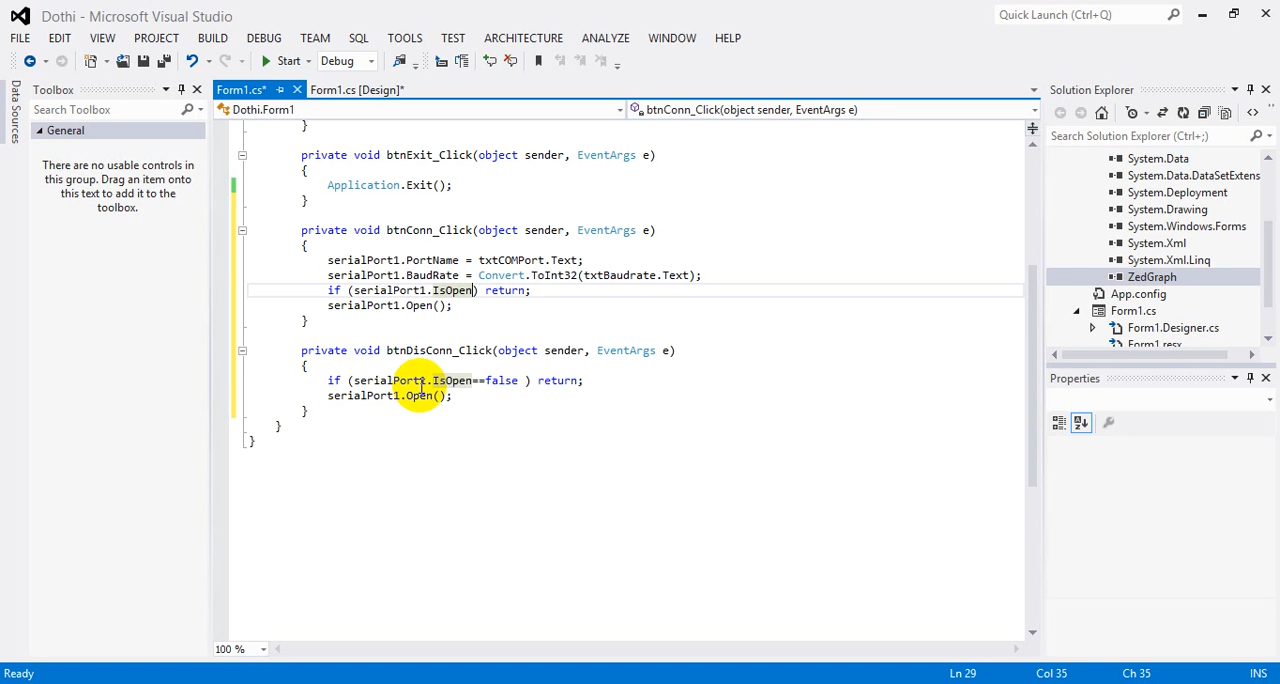 Dothi - Microsoft Visual Studio
Quick Launch (Ctrl+Q)
FILE EDIT VIEW PROJECT BUILD DEBUG TEAM SQL TOOLS TEST ARCHITECTURE ANALYZE WINDOW HELP
Start Debug
Data Sources
Toolbox
Search Toolbox
General
There are no usable controls in
this group. Drag an item onto
this text to add it to the
toolbox.
Form1.cs* Form1.cs [Design]*
Dothi.Form1 btnConn_Click(object sender, EventArgs e)
}
private void btnExit_Click(object sender, EventArgs e)
{
Application.Exit();
}
private void btnConn_Click(object sender, EventArgs e)
{
serialPort1.PortName = txtCOMPort.Text;
serialPort1.BaudRate = Convert.ToInt32(txtBaudrate.Text);
if (serialPort1.IsOpen) return;
serialPort1.Open();
}
private void btnDisConn_Click(object sender, EventArgs e)
{
if (serialPort1.IsOpen==false ) return;
serialPort1.Open();
}
}
}
100 %
Solution Explorer
Search Solution Explorer (Ctrl+;)
System.Data
System.Data.DataSetExtens
System.Deployment
System.Drawing
System.Windows.Forms
System.Xml
System.Xml.Linq
ZedGraph
App.config
Form1.cs
Form1.Designer.cs
Form1.resx
Properties
Ready Ln 29 Col 35 Ch 35 INS